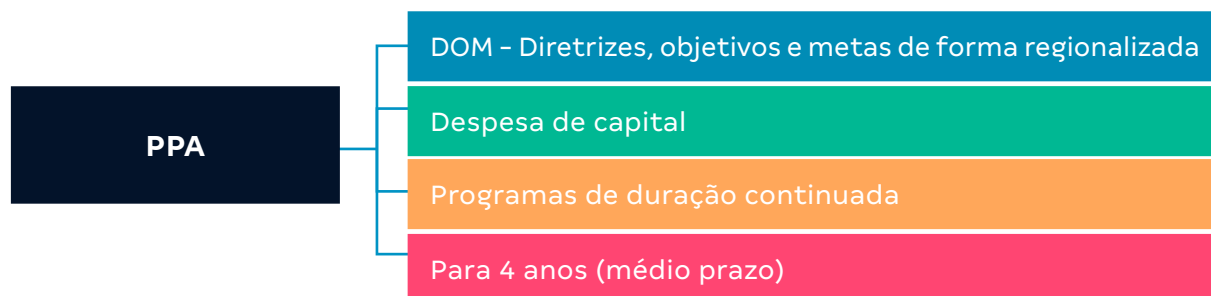 PPA
DOM – Diretrizes, objetivos e metas de forma regionalizada
Despesa de capital
Programas de duração continuada
Para 4 anos (médio prazo)